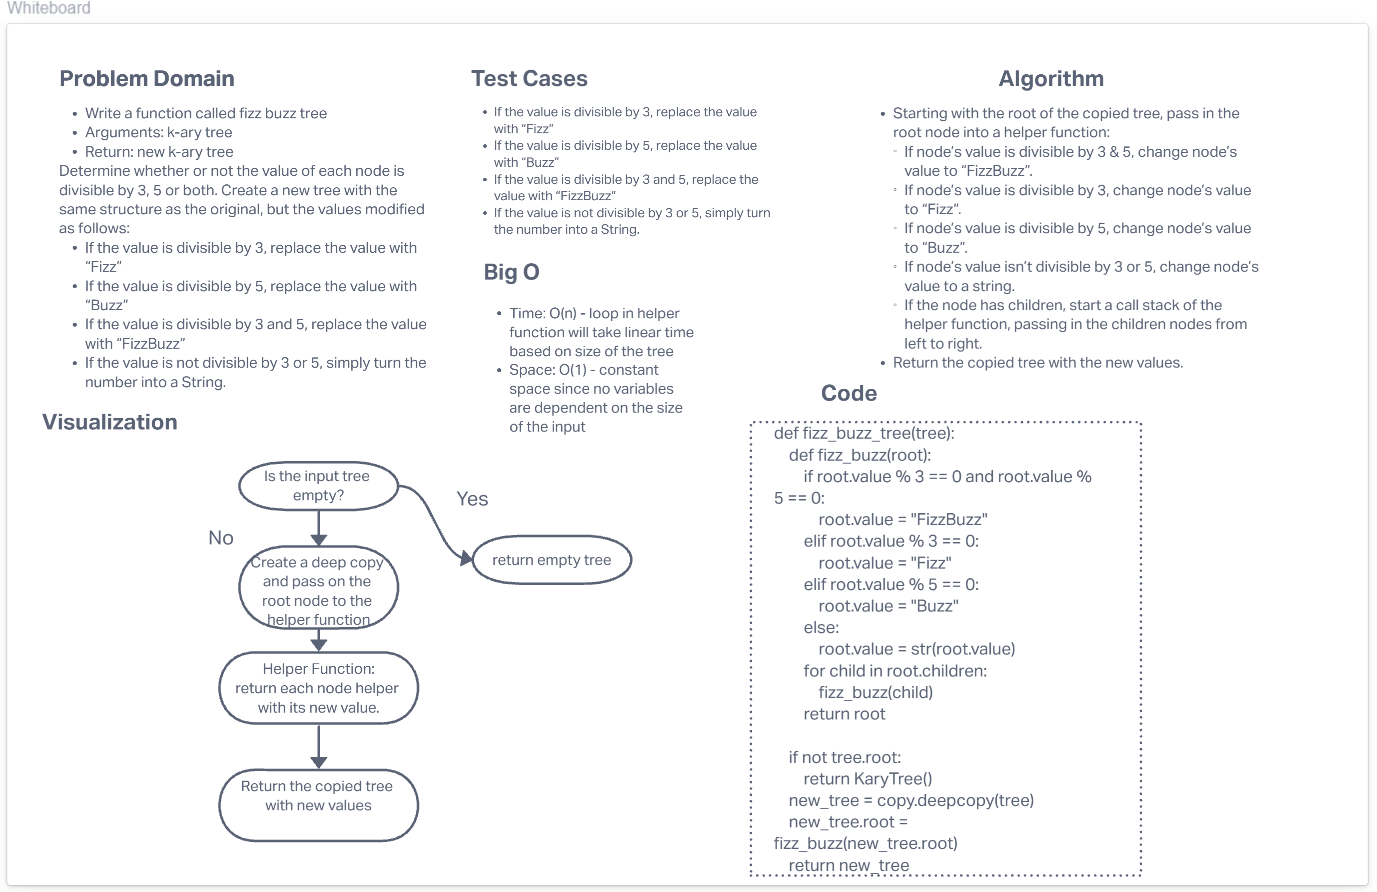 Whiteboard
Problem Domain
• Write a function called fizz buzz tree
• Arguments: k-ary tree
• Return: new k-ary tree
Determine whether or not the value of each node is
divisible by 3, 5 or both. Create a new tree with the
same structure as the original, but the values modified
as follows:
• If the value is divisible by 3, replace the value with
“Fizz”
• If the value is divisible by 5, replace the value with
“Buzz”
• If the value is divisible by 3 and 5, replace the value
with “FizzBuzz”
• If the value is not divisible by 3 or 5, simply turn the
number into a String.
Test Cases
• If the value is divisible by 3, replace the value
with “Fizz”
• If the value is divisible by 5, replace the value
with “Buzz”
• If the value is divisible by 3 and 5, replace the
value with “FizzBuzz”
• If the value is not divisible by 3 or 5, simply turn
the number into a String.
Big O
• Time: O(n) - loop in helper
function will take linear time
based on size of the tree
• Space: O(1) - constant
space since no variables
are dependent on the size
of the input
Algorithm
• Starting with the root of the copied tree, pass in the
root node into a helper function:
◦ If node’s value is divisible by 3 & 5, change node’s
value to “FizzBuzz”.
◦ If node’s value is divisible by 3, change node’s value
to “Fizz”.
◦ If node’s value is divisible by 5, change node’s value
to “Buzz”.
◦ If node’s value isn’t divisible by 3 or 5, change node’s
value to a string.
◦ If the node has children, start a call stack of the
helper function, passing in the children nodes from
left to right.
• Return the copied tree with the new values.
Visualization
Is the input tree
empty?
Yes
No
return empty tree
Create a deep copy
and pass on the
root node to the
helper function
Helper Function:
return each node helper
with its new value.
Return the copied tree
with new values
Code
def fizz_buzz_tree(tree):
def fizz_buzz(root):
if root.value % 3 == 0 and root.value %
5 == 0:
root.value = "FizzBuzz"
elif root.value % 3 == 0:
root.value = "Fizz"
elif root.value % 5 == 0:
root.value = "Buzz"
else:
root.value = str(root.value)
for child in root.children:
fizz_buzz(child)
return root
if not tree.root:
return KaryTree()
new_tree = copy.deepcopy(tree)
new_tree.root =
fizz_buzz(new_tree.root)
return new_tree